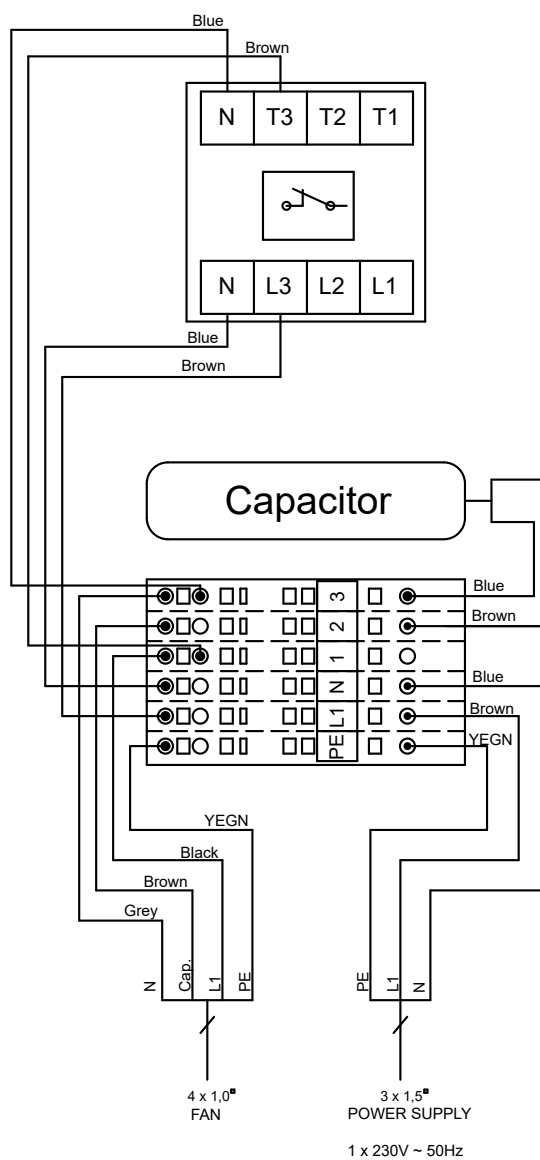 Blue
Brown
N T3 T2 T1
N L3 L2 L1
Blue
Brown
Capacitor
3 Blue
2 Brown
1
N Blue
L1 Brown
PE YEGN
YEGN
Black
Brown
Grey
N Cap. L1 PE
PE L1 N
4 x 1,0
FAN
3 x 1,5
POWER SUPPLY
1 x 230V ~ 50Hz